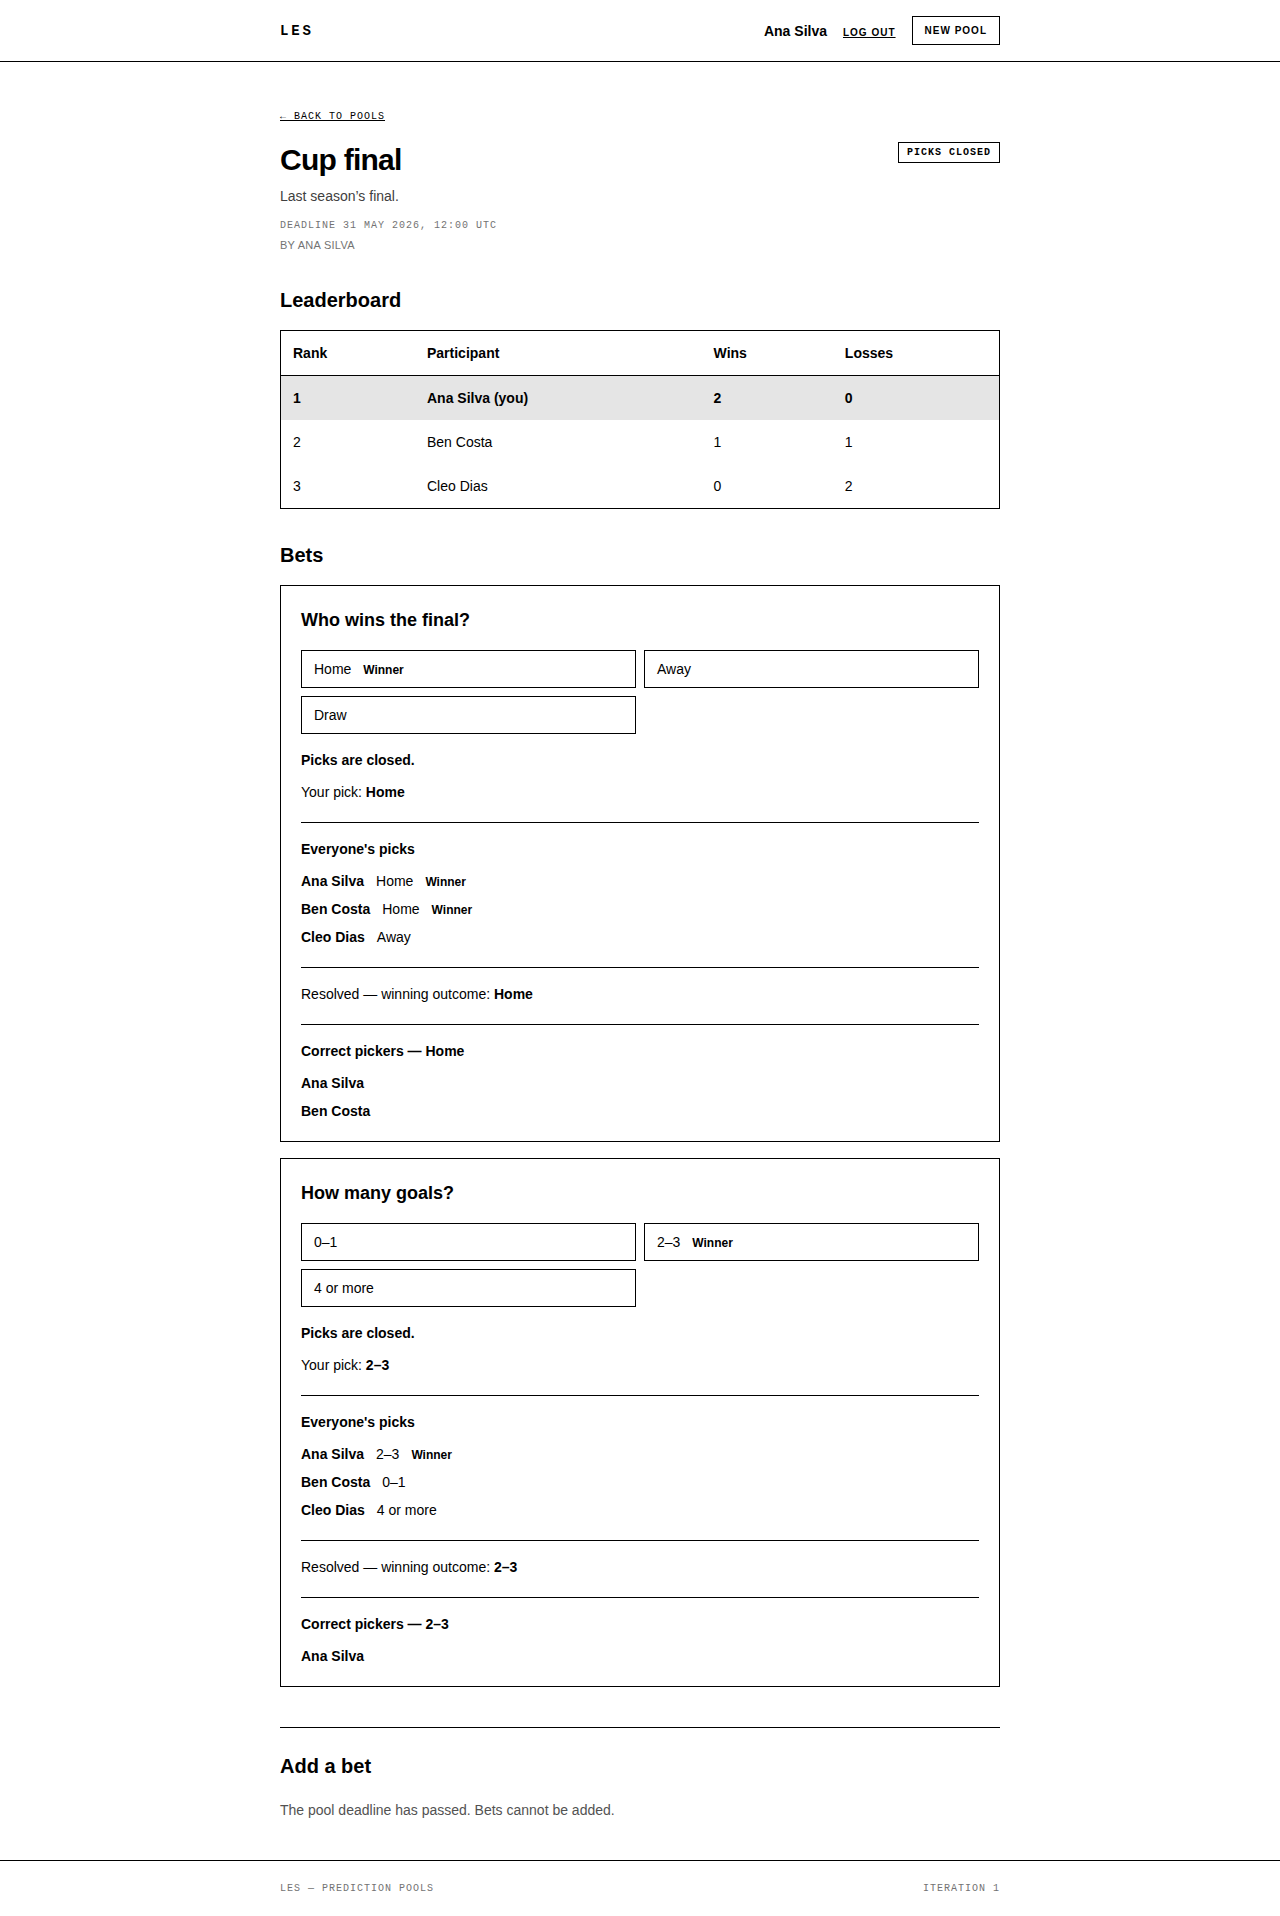 LES
Ana Silva LOG OUT NEW POOL
← BACK TO POOLS
Cup final
PICKS CLOSED
Last season’s final.
DEADLINE 31 MAY 2026, 12:00 UTC
BY ANA SILVA
Leaderboard
Rank Participant Wins Losses
1 Ana Silva (you) 2 0
2 Ben Costa 1 1
3 Cleo Dias 0 2
Bets
Who wins the final?
Home Winner
Away
Draw
Picks are closed.
Your pick: Home
Everyone's picks
Ana Silva Home Winner
Ben Costa Home Winner
Cleo Dias Away
Resolved — winning outcome: Home
Correct pickers — Home
Ana Silva
Ben Costa
How many goals?
0–1
2–3 Winner
4 or more
Picks are closed.
Your pick: 2–3
Everyone's picks
Ana Silva 2–3 Winner
Ben Costa 0–1
Cleo Dias 4 or more
Resolved — winning outcome: 2–3
Correct pickers — 2–3
Ana Silva
Add a bet
The pool deadline has passed. Bets cannot be added.
LES — PREDICTION POOLS
ITERATION 1